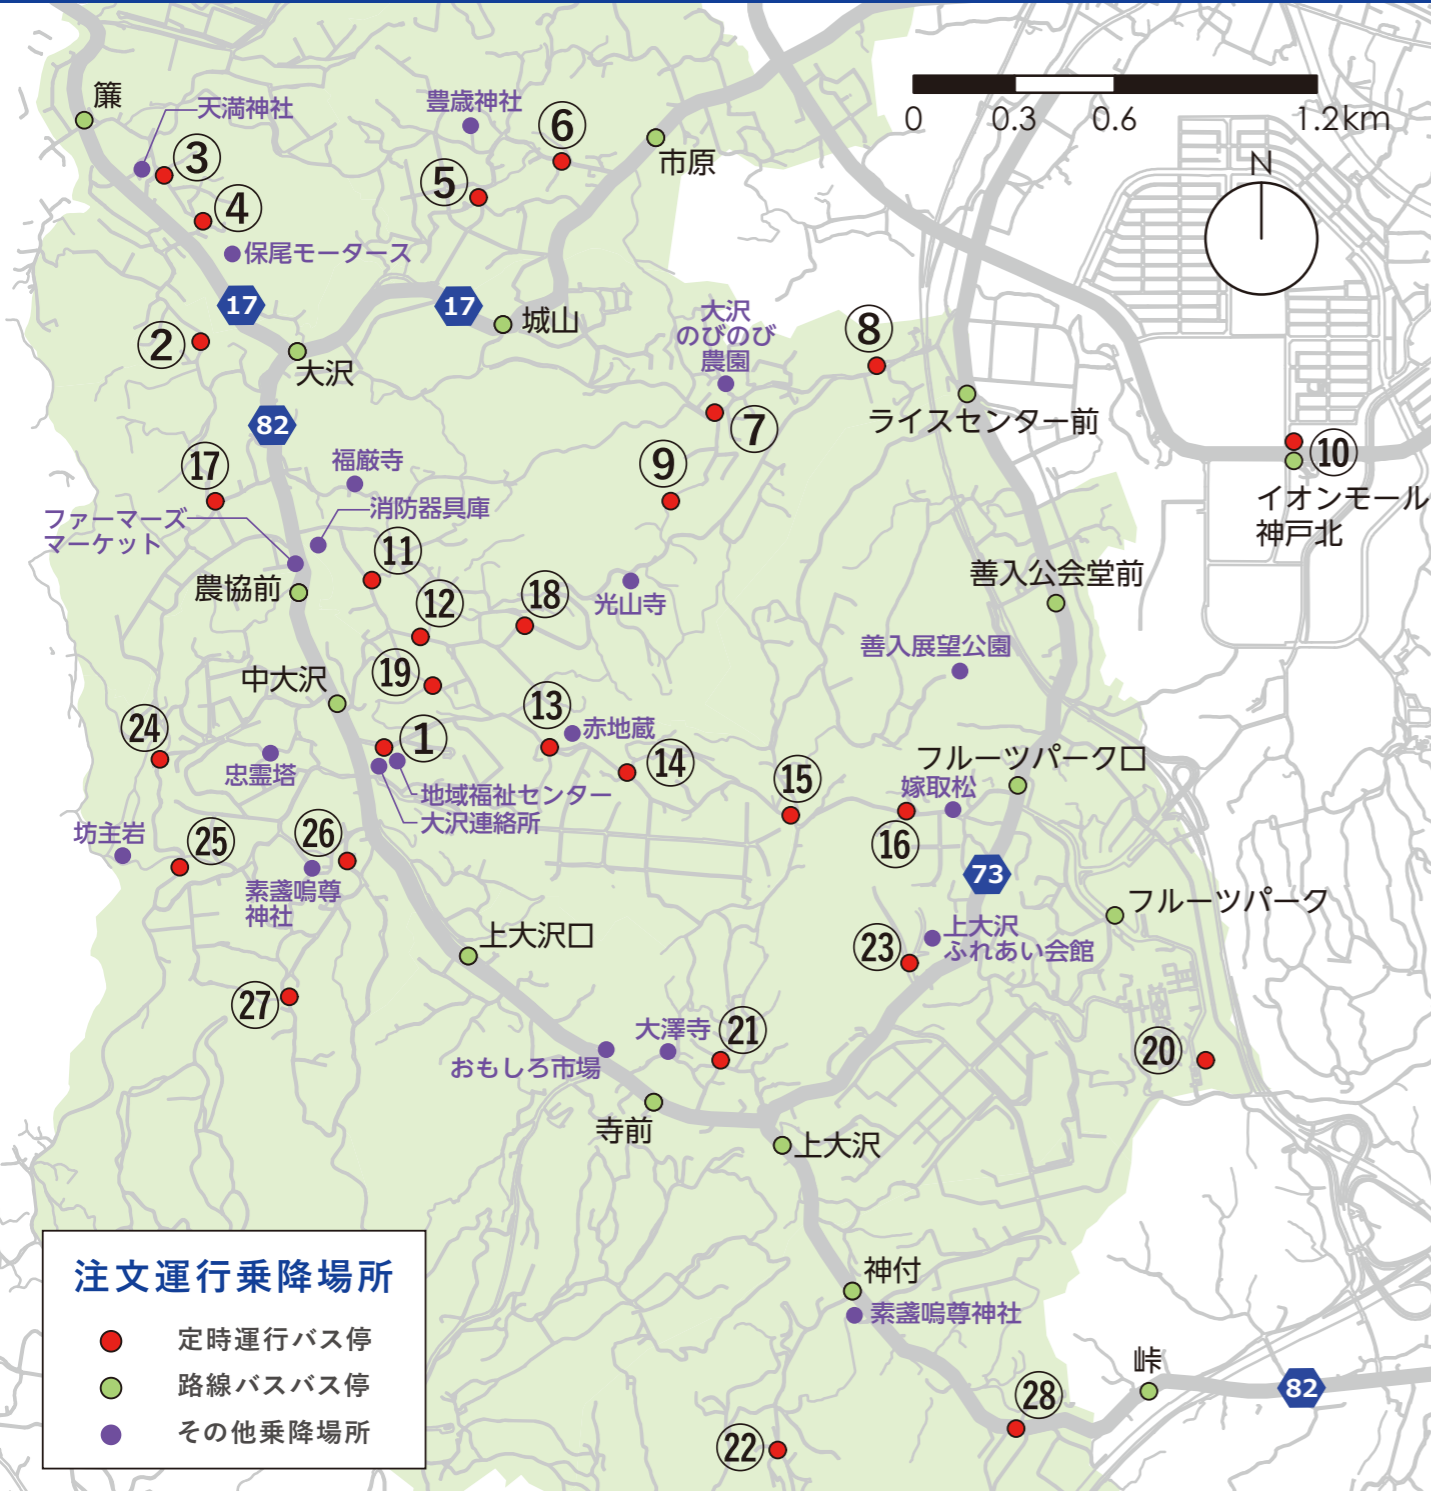 簾
天満神社
豊歳神社
⑥
市原
③
⑤
④
保尾モータース
0
0.3
0.6
1.2km
N
17
17
城山
②
大沢
大沢
のびのび
農園
⑧
ライスセンター前
⑦
82
⑩
イオンモール
神戸北
⑰
福厳寺
⑨
消防器具庫
ファーマーズ
マーケット
⑪
農協前
⑫
⑱
光山寺
善入公会堂前
善入展望公園
中大沢
⑲
⑬
赤地蔵
㉔
①
⑭
忠霊塔
地域福祉センター
大沢連絡所
⑮
フルーツパーク口
嫁取松
⑯
坊主岩
㉕
㉖
素盞嗚尊
神社
73
フルーツパーク
上大沢口
㉓
上大沢
ふれあい会館
㉗
大澤寺
㉑
おもしろ市場
⑳
寺前
上大沢
神付
素盞嗚尊神社
峠
82
㉘
㉒
注文運行乗降場所
定時運行バス停
路線バスバス停
その他乗降場所